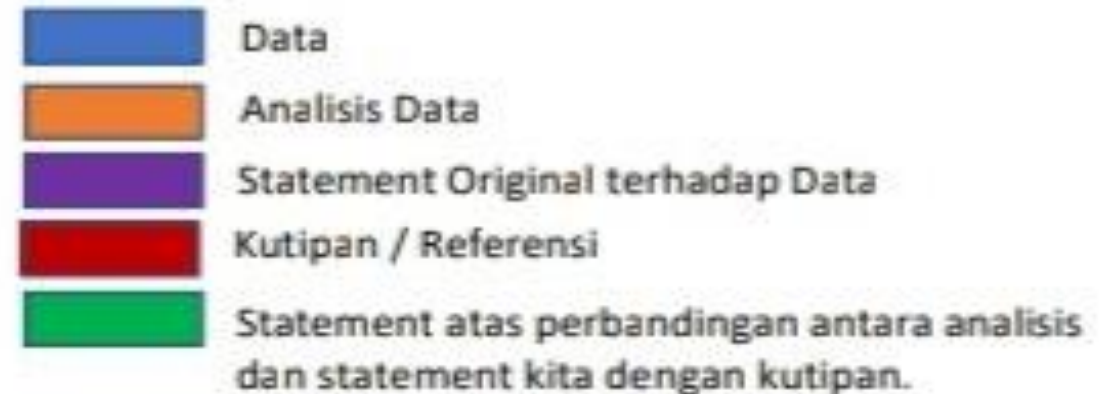 Data
Analisis Data
Statement Original terhadap Data
Kutipan / Referensi
Statement atas perbandingan antara analisis
dan statement kita dengan kutipan.